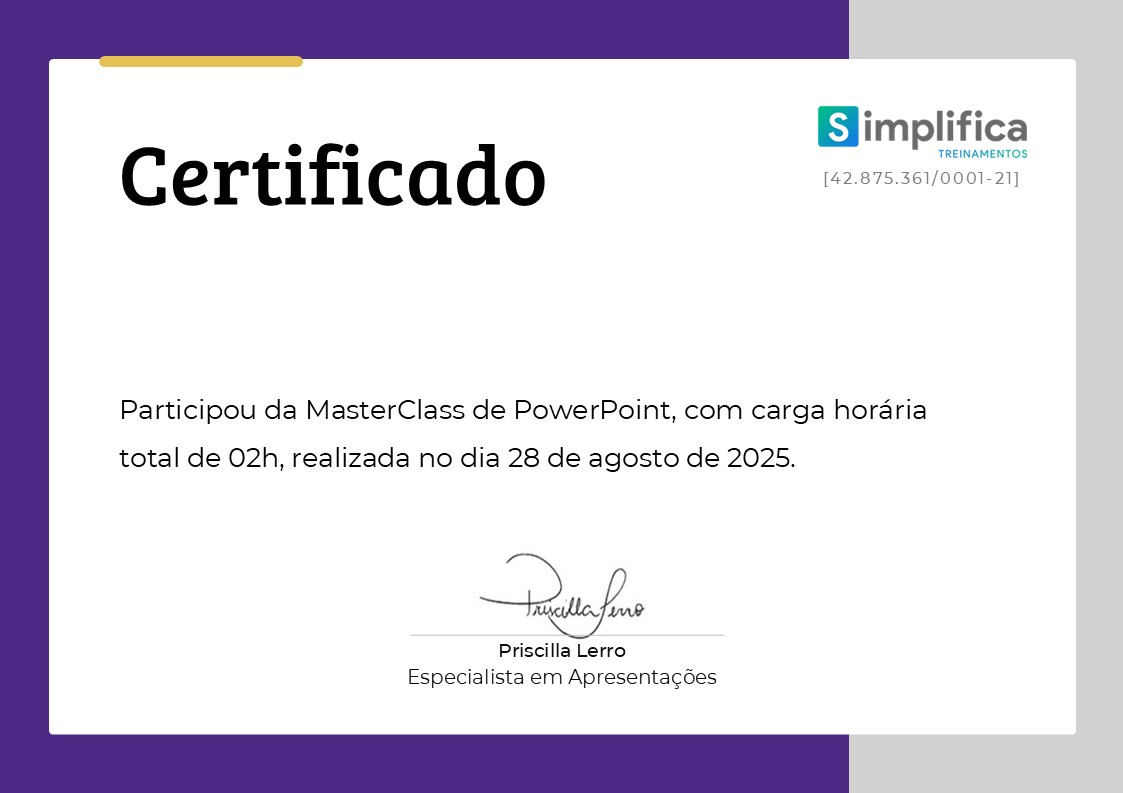 Certificado
Simplifica
TREINAMENTOS
[42.875.361/0001-21]
Participou da MasterClass de PowerPoint, com carga horária
total de 02h, realizada no dia 28 de agosto de 2025.
Priscilla Lerro
Priscilla Lerro
Especialista em Apresentações